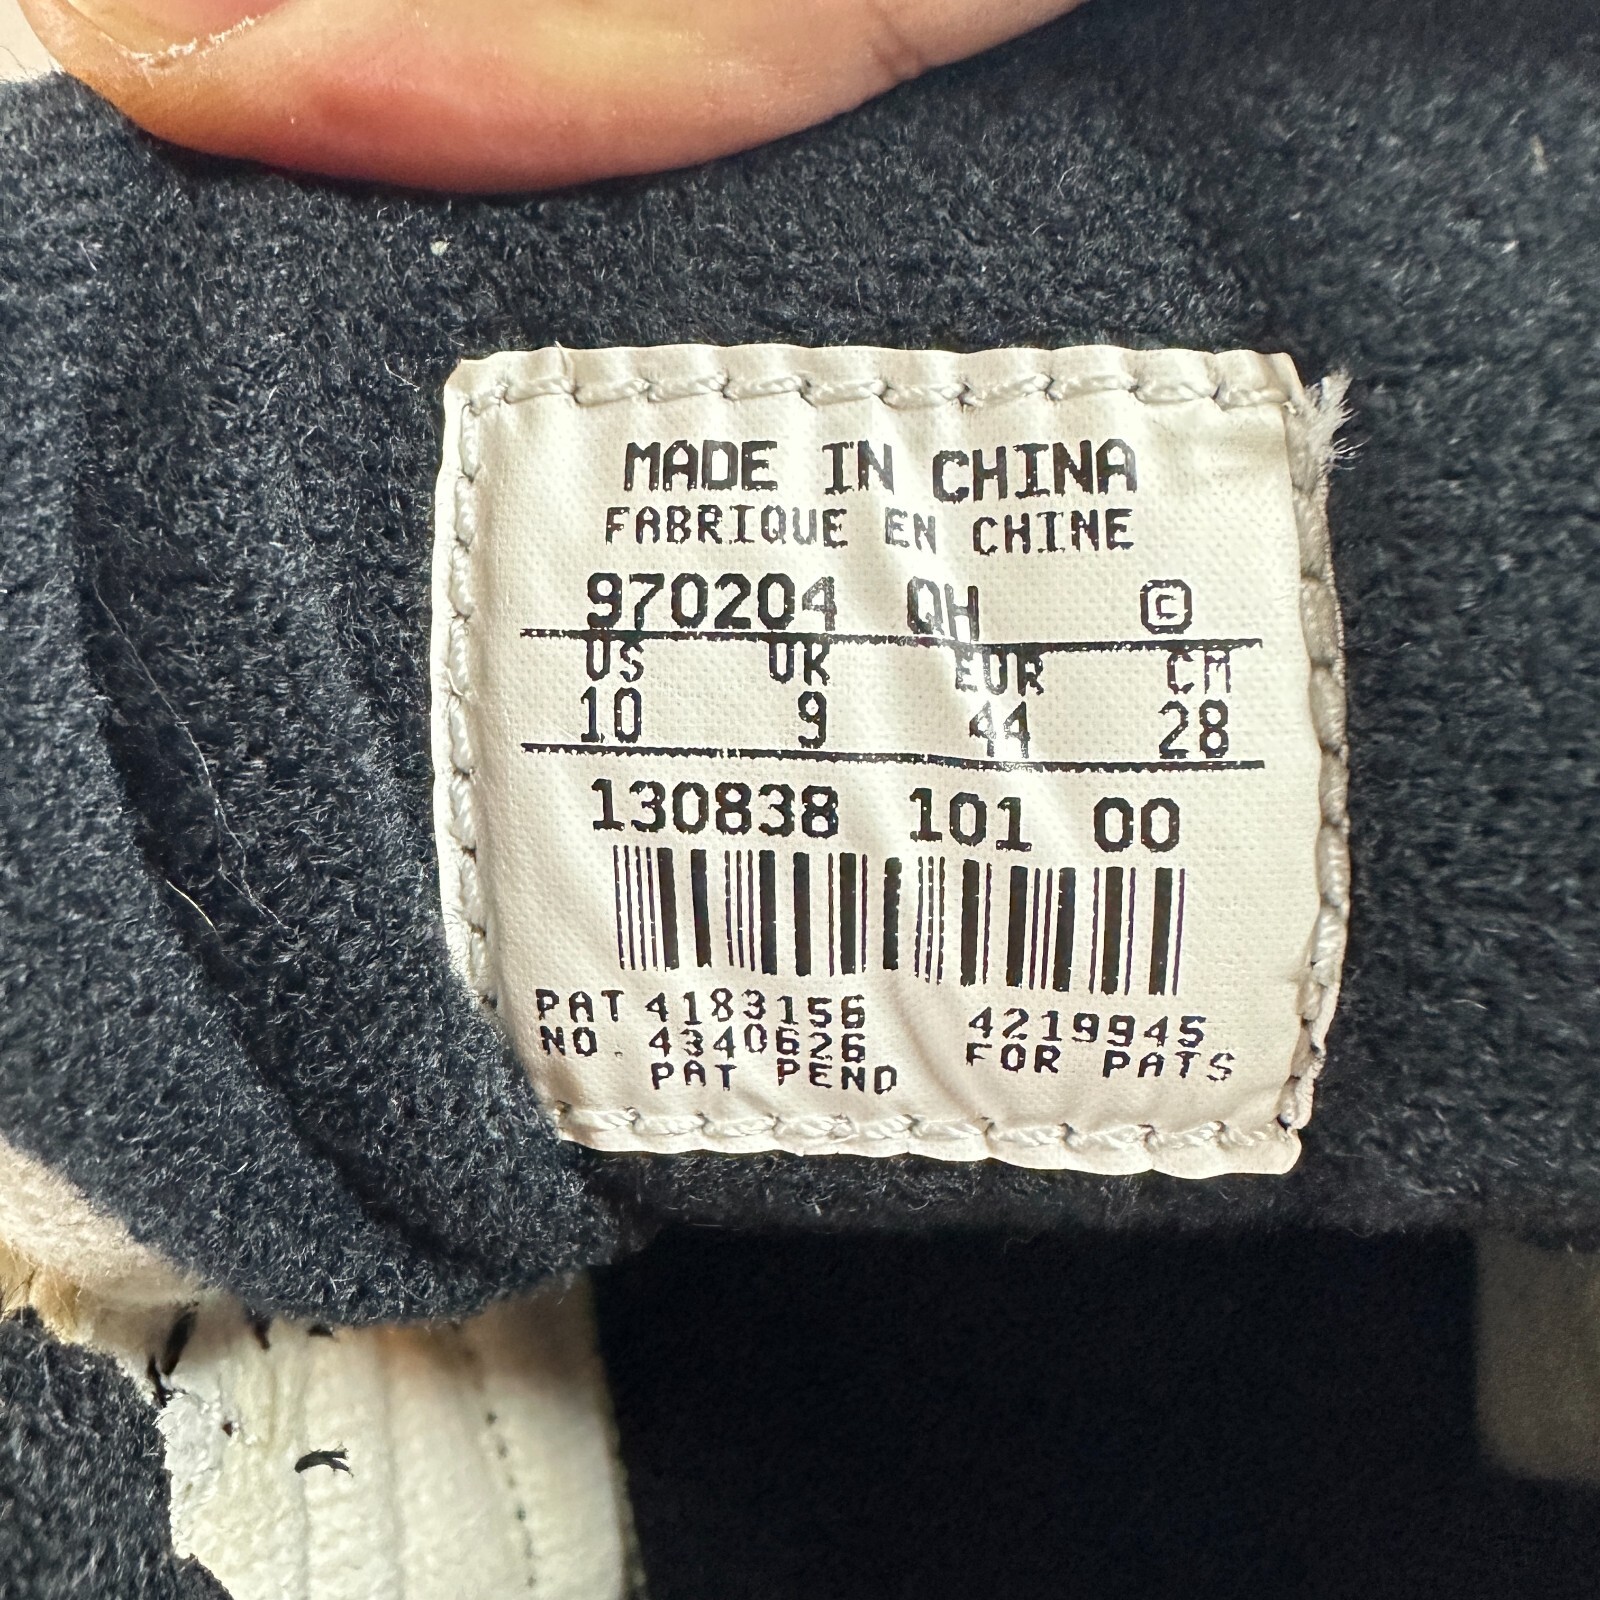 MADE IN CHINA
FABRIQUE EN CHINE
970204 QH ©
US UK EUR CM
10 9 44 28
130838 101 00
PAT 4183156 4219945
NO. 4340626 FOR PATS
PAT PEND